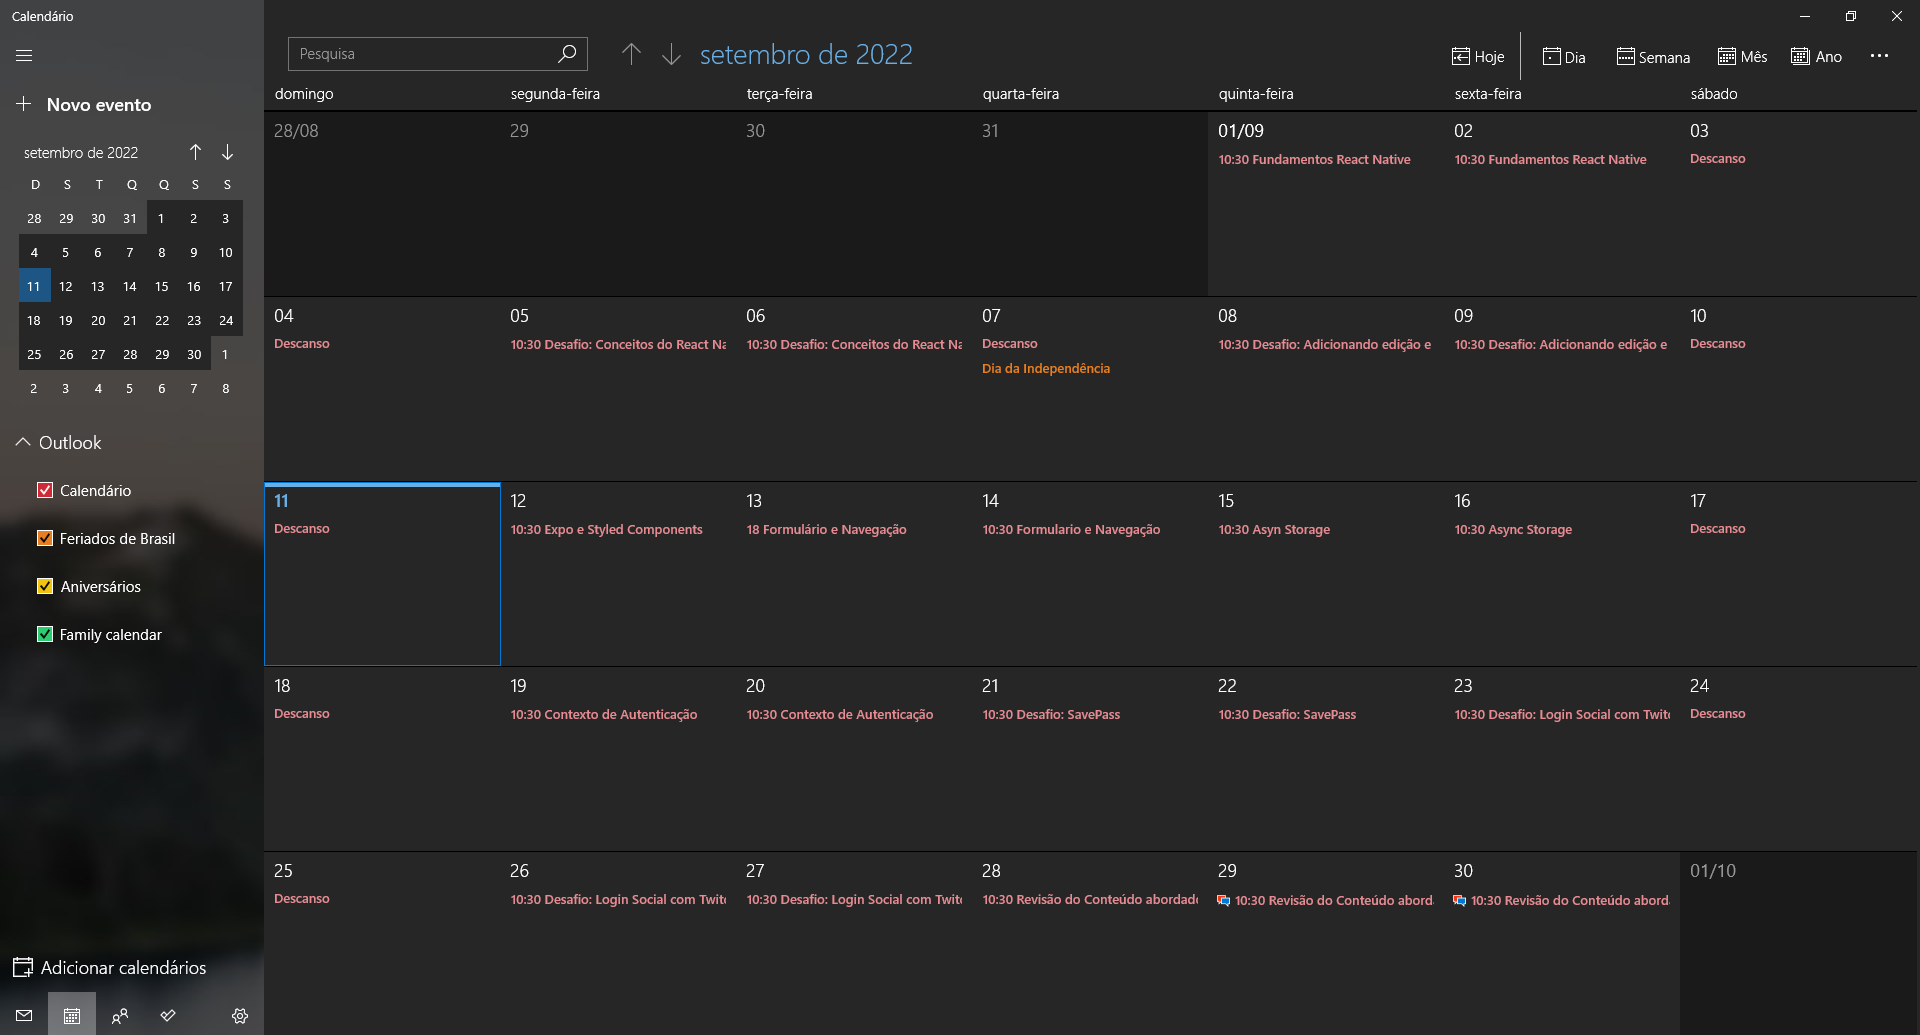 Calendário
Novo evento
setembro de 2022
D S T Q Q S S
28 29 30 31 1 2 3
4 5 6 7 8 9 10
11 12 13 14 15 16 17
18 19 20 21 22 23 24
25 26 27 28 29 30 1
2 3 4 5 6 7 8
Outlook
Calendário
Feriados de Brasil
Aniversários
Family calendar
Adicionar calendários
Pesquisa
setembro de 2022
Hoje
Dia
Semana
Mês
Ano
domingo segunda-feira terça-feira quarta-feira quinta-feira sexta-feira sábado
28/08 29 30 31 01/09 02 03
10:30 Fundamentos React Native 10:30 Fundamentos React Native Descanso
04 05 06 07 08 09 10
Descanso 10:30 Desafio: Conceitos do React Na 10:30 Desafio: Conceitos do React Na Descanso 10:30 Desafio: Adicionando edição e 10:30 Desafio: Adicionando edição e Descanso
Dia da Independência
11 12 13 14 15 16 17
Descanso 10:30 Expo e Styled Components 18 Formulário e Navegação 10:30 Formulario e Navegação 10:30 Asyn Storage 10:30 Async Storage Descanso
18 19 20 21 22 23 24
Descanso 10:30 Contexto de Autenticação 10:30 Contexto de Autenticação 10:30 Desafio: SavePass 10:30 Desafio: SavePass 10:30 Desafio: Login Social com Twitc Descanso
25 26 27 28 29 30 01/10
Descanso 10:30 Desafio: Login Social com Twitc 10:30 Desafio: Login Social com Twitc 10:30 Revisão do Conteúdo abordado 10:30 Revisão do Conteúdo abord 10:30 Revisão do Conteúdo abord